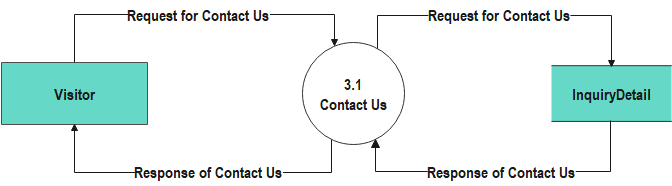 Request for Contact Us
Request for Contact Us
Visitor
3.1
Contact Us
InquiryDetail
Response of Contact Us
Response of Contact Us